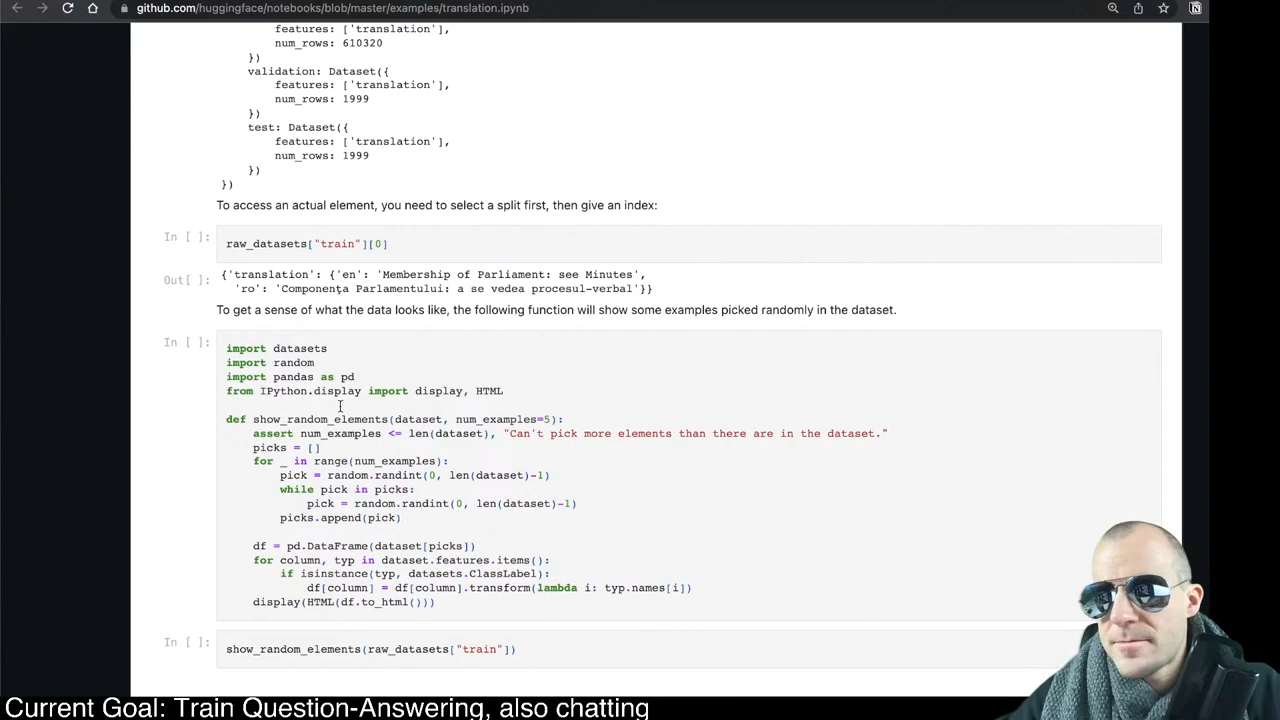 github.com/huggingface/notebooks/blob/master/examples/translation.ipynb
features: ['translation'],
num_rows: 610320
})
validation: Dataset({
features: ['translation'],
num_rows: 1999
})
test: Dataset({
features: ['translation'],
num_rows: 1999
})
})
To access an actual element, you need to select a split first, then give an index:
In [ ]: raw_datasets["train"][0]
Out[ ]: {'translation': {'en': 'Membership of Parliament: see Minutes',
'ro': 'Componenţa Parlamentului: a se vedea procesul-verbal'}}
To get a sense of what the data looks like, the following function will show some examples picked randomly in the dataset.
In [ ]: import datasets
import random
import pandas as pd
from IPython.display import display, HTML
def show_random_elements(dataset, num_examples=5):
assert num_examples <= len(dataset), "Can't pick more elements than there are in the dataset."
picks = []
for _ in range(num_examples):
pick = random.randint(0, len(dataset)-1)
while pick in picks:
pick = random.randint(0, len(dataset)-1)
picks.append(pick)
df = pd.DataFrame(dataset[picks])
for column, typ in dataset.features.items():
if isinstance(typ, datasets.ClassLabel):
df[column] = df[column].transform(lambda i: typ.names[i])
display(HTML(df.to_html()))
In [ ]: show_random_elements(raw_datasets["train"])
Current Goal: Train Question-Answering, also chatting